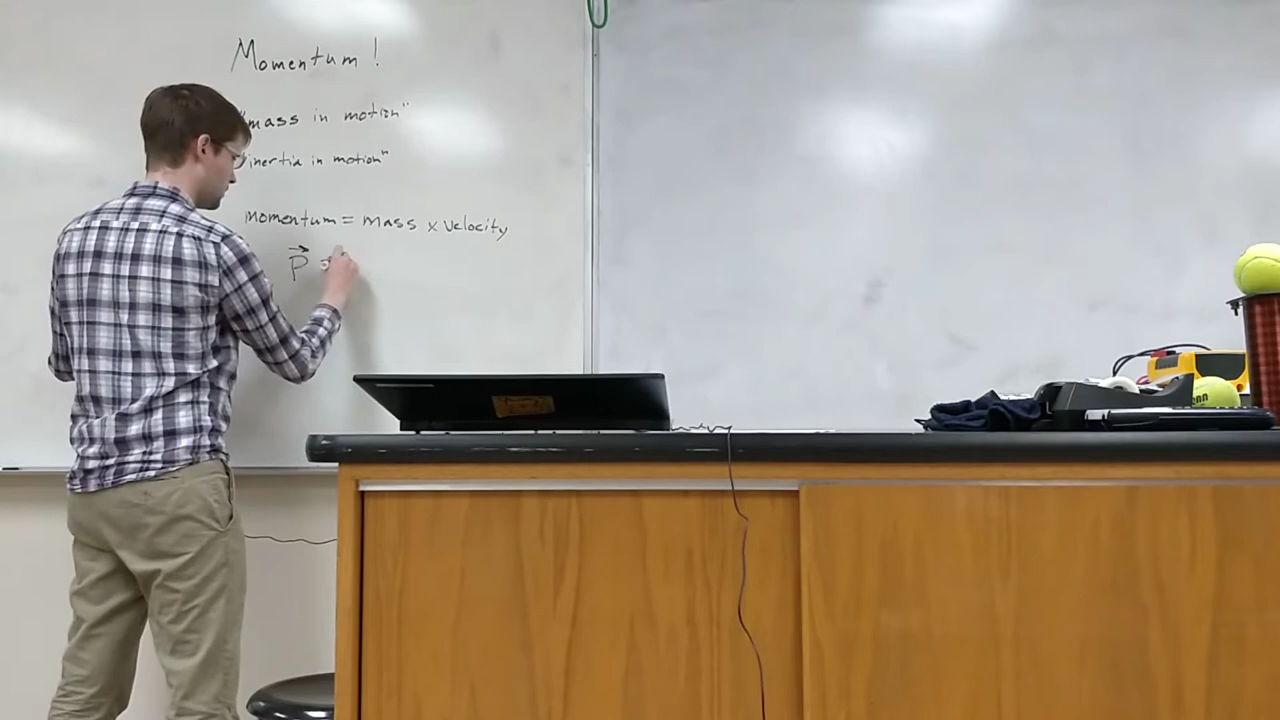 Momentum!
"mass in motion"
"inertia in motion"
momentum = mass x velocity
P⃗ =